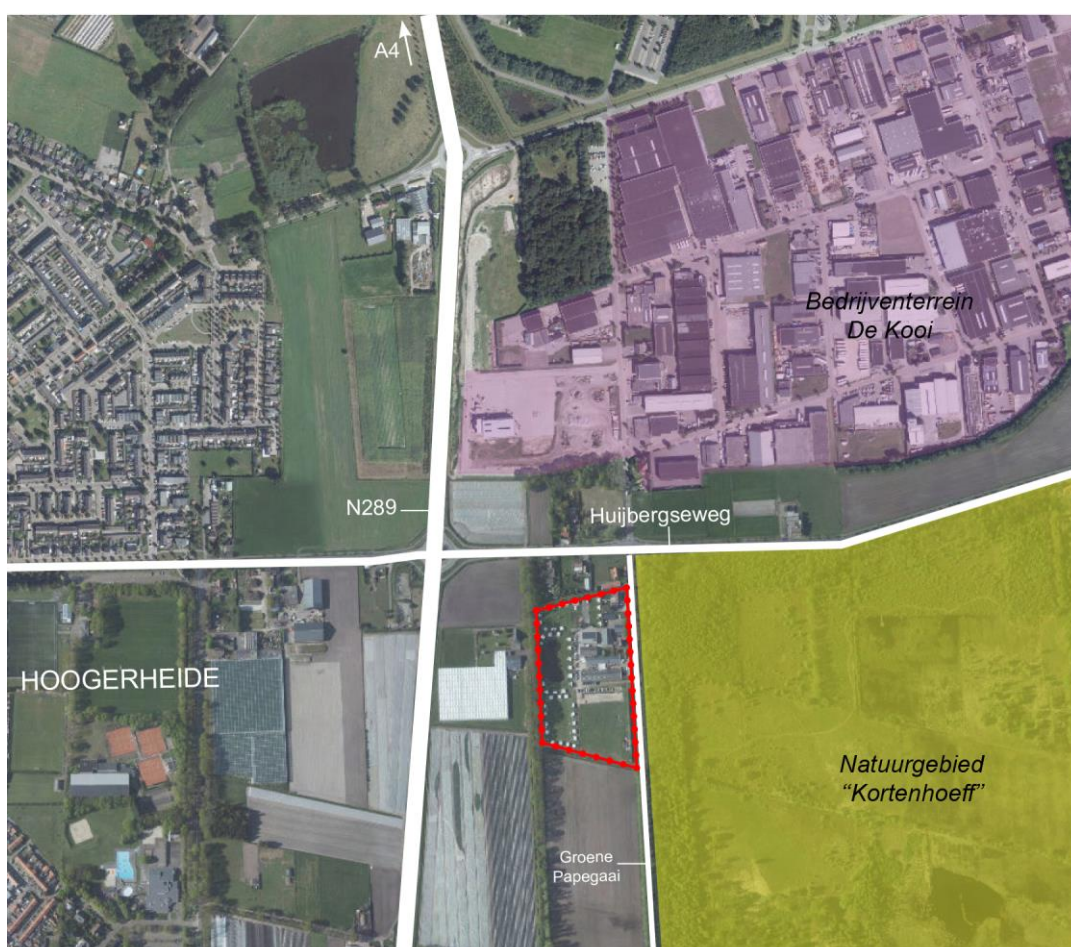 A4
Bedrijventerrein
De Kooi
N289
Huijbergseweg
HOOGERHEIDE
Natuurgebied
“Kortenhoeff”
Groene
Papegaai